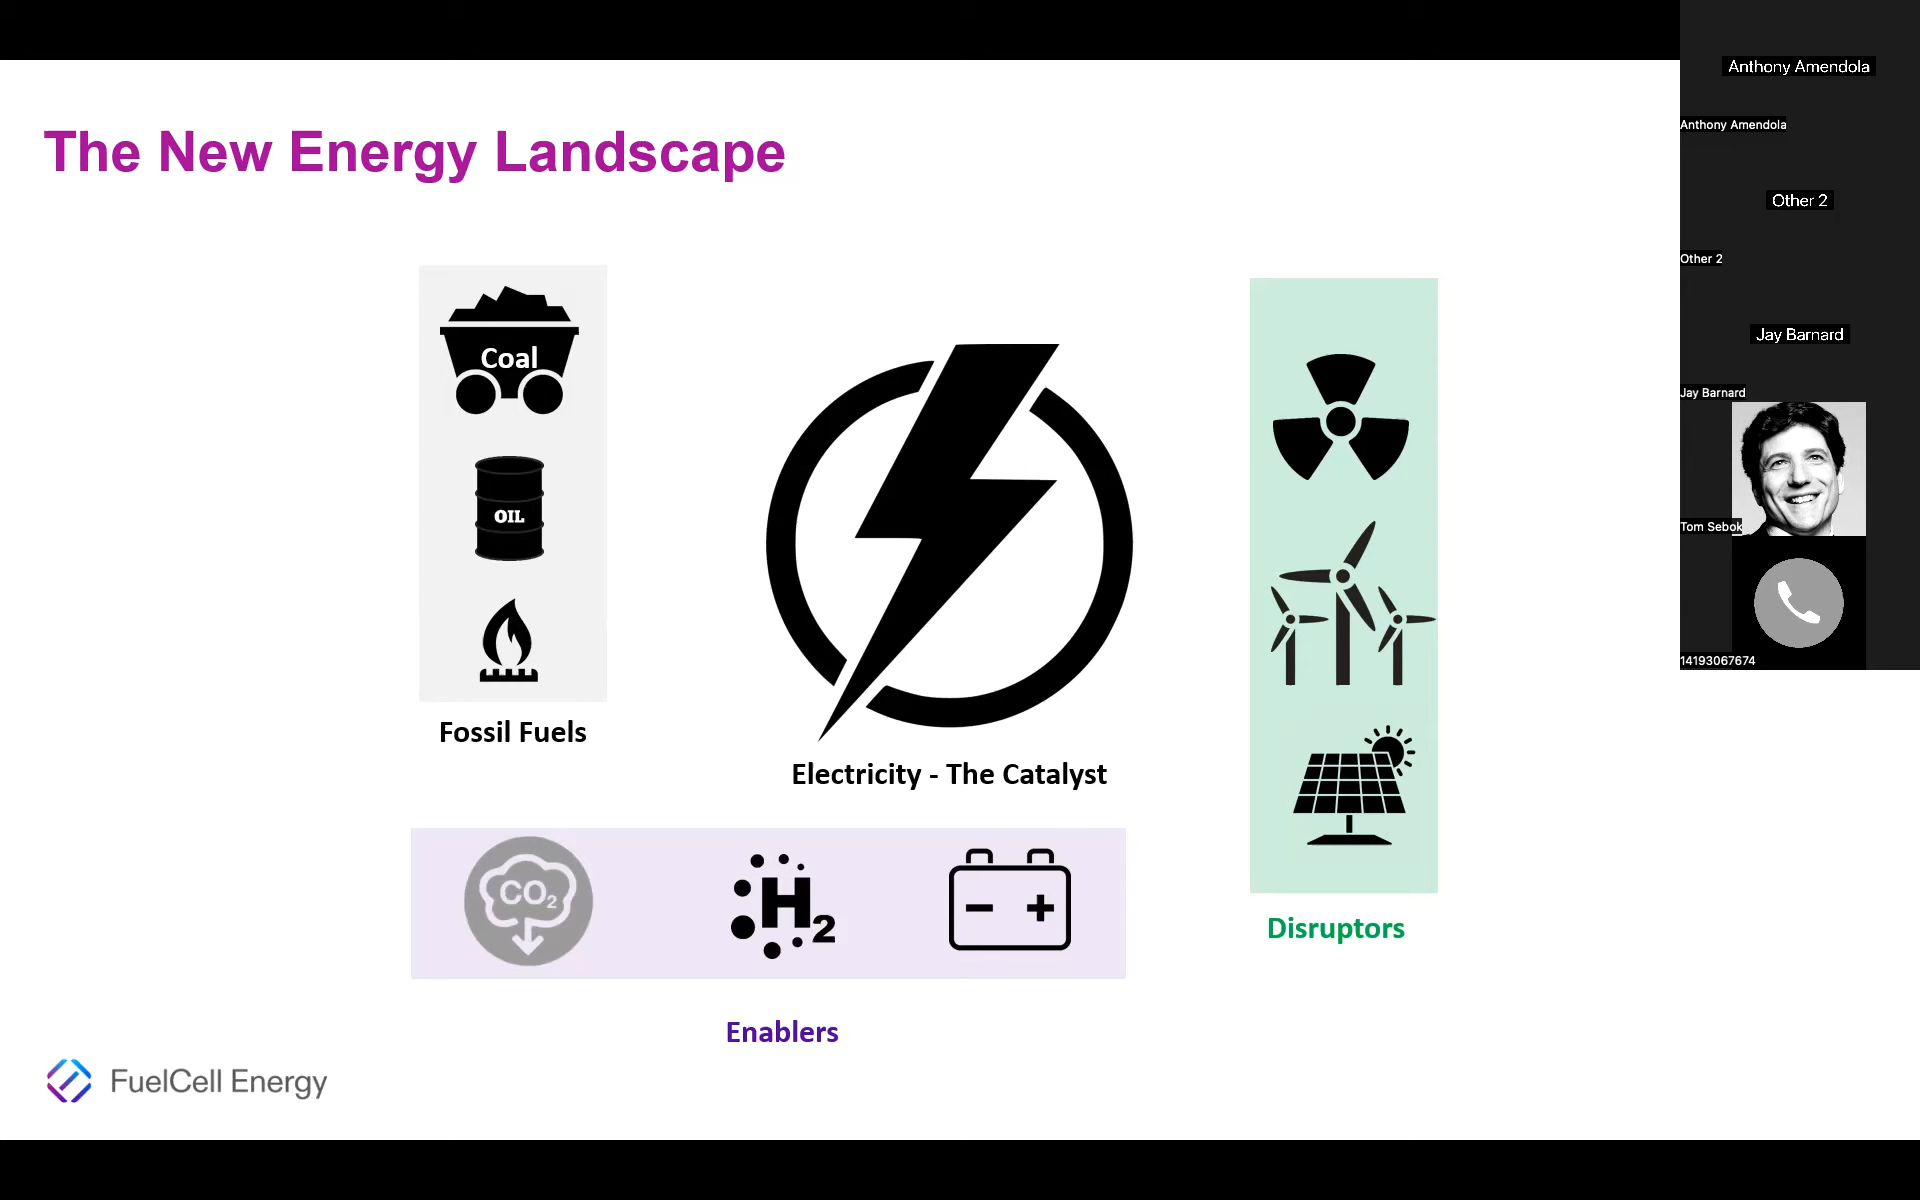 The New Energy Landscape
Coal
OIL
Fossil Fuels
Electricity - The Catalyst
Disruptors
CO2
H2
- +
Enablers
FuelCell Energy
Anthony Amendola
Anthony Amendola
Other 2
Other 2
Jay Barnard
Jay Barnard
Tom Sebok
14193067674